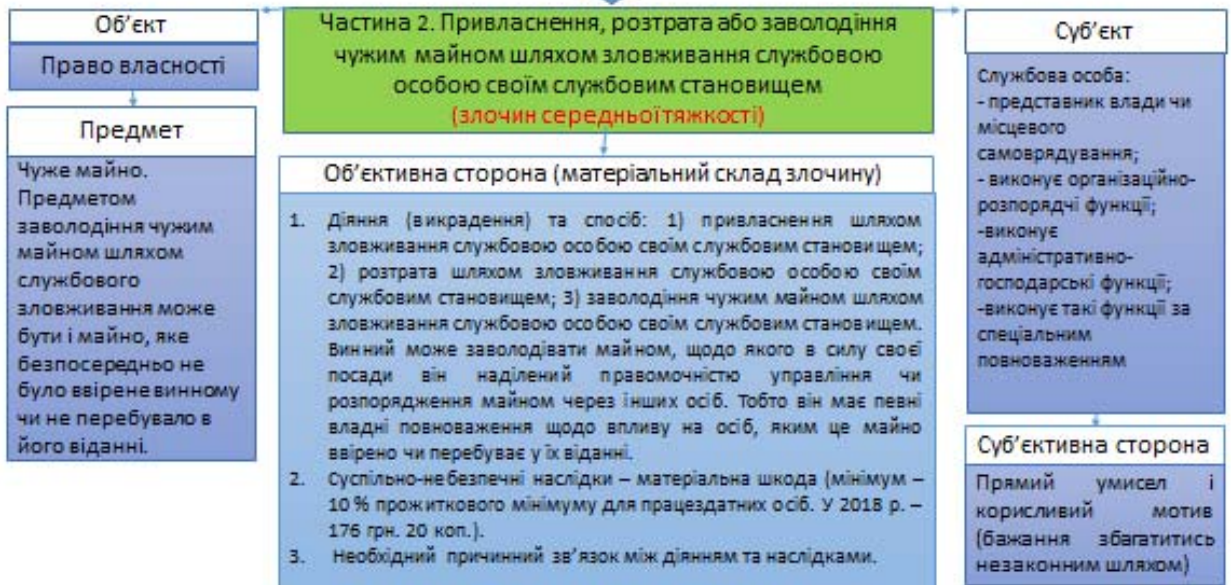 Об’єкт
Право власності
Предмет
Чуже майно.
Предметом
заволодіння чужим
майном шляхом
службового
зловживання може
бути і майно, яке
безпосередньо не
було ввірене винному
чи не перебувало в
його віданні.
Частина 2. Привласнення, розтрата або заволодіння
чужим майном шляхом зловживання службовою
особою своїм службовим становищем
(злочин середньої тяжкості)
Об’єктивна сторона (матеріальний склад злочину)
1. Діяння (викрадення) та спосіб: 1) привласнення шляхом
зловживання службовою особою своїм службовим становищем;
2) розтрата шляхом зловживання службовою особою своїм
службовим становищем; 3) заволодіння чужим майном шляхом
зловживання службовою особою своїм службовим становищем.
Винний може заволодівати майном, щодо якого в силу своєї
посади він наділений правомочністю управління чи
розпорядження майном через інших осіб. Тобто він має певні
владні повноваження щодо впливу на осіб, яким це майно
ввірено чи перебуває у їх віданні.
2. Суспільно-небезпечні наслідки – матеріальна шкода (мінімум –
10 % прожиткового мінімуму для працездатних осіб. У 2018 р. –
176 грн. 20 коп.).
3. Необхідний причинний зв’язок між діянням та наслідками.
Суб’єкт
Службова особа:
- представник влади чи
місцевого
самоврядування;
- виконує організаційно-
розпорядчі функції;
-виконує
адміністративно-
господарські функції;
-виконує такі функції за
спеціальним
повноваженням
Суб’єктивна сторона
Прямий умисел і
корисливий мотив
(бажання збагатитись
незаконним шляхом)